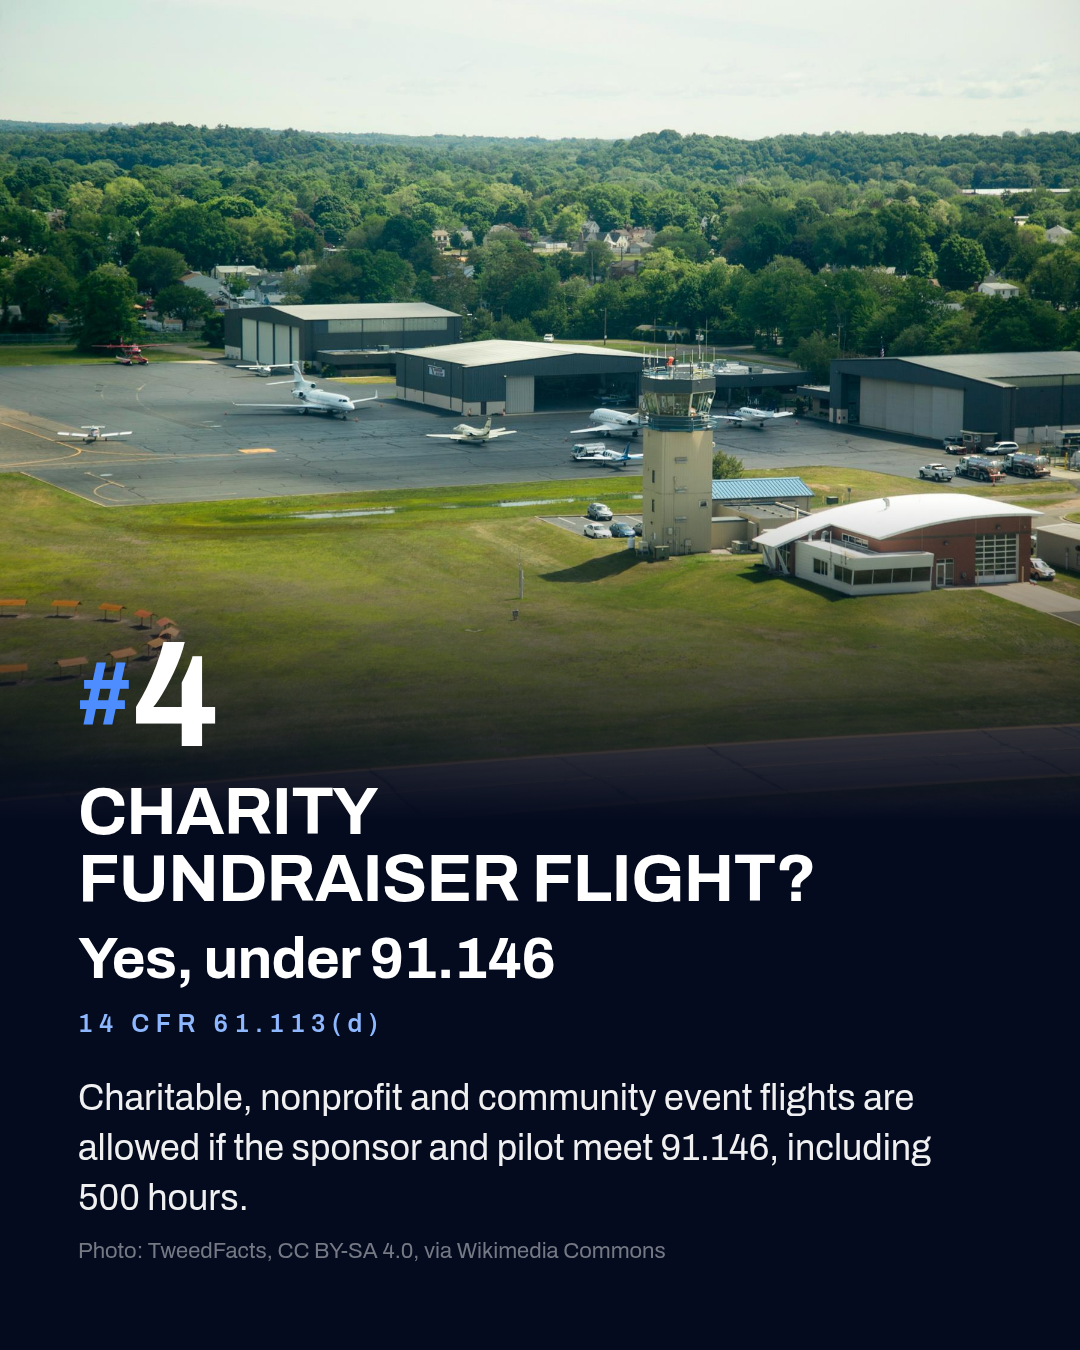 #4
CHARITY
FUNDRAISER FLIGHT?
Yes, under 91.146
14 CFR 61.113(d)
Charitable, nonprofit and community event flights are
allowed if the sponsor and pilot meet 91.146, including
500 hours.
Photo: TweedFacts, CC BY-SA 4.0, via Wikimedia Commons